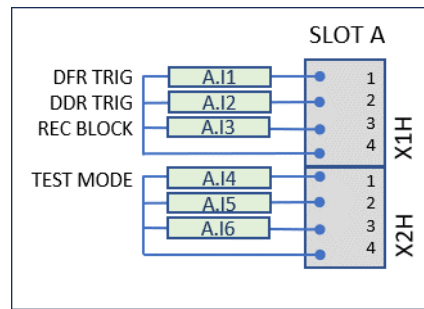 SLOT A
DFR TRIG A.I1 1
DDR TRIG A.I2 2
REC BLOCK A.I3 3
4
X1H
TEST MODE A.I4 1
A.I5 2
A.I6 3
4
X2H